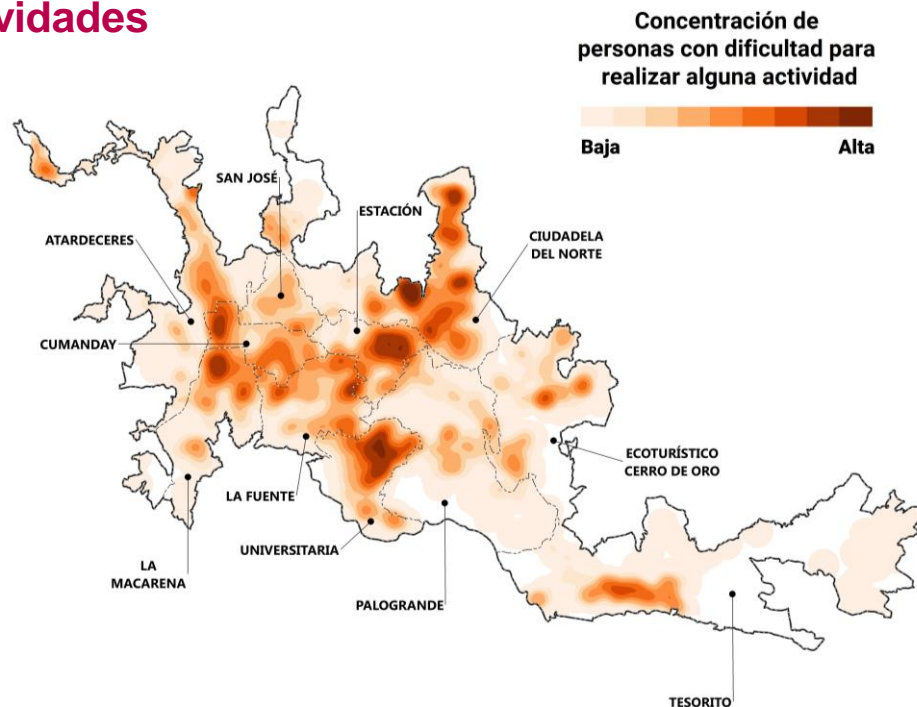 vidades
Concentración de
personas con dificultad para
realizar alguna actividad
Baja
Alta
SAN JOSÉ
ESTACIÓN
ATARDECERES
CIUDADELA
DEL NORTE
CUMANDAY
ECOTURÍSTICO
CERRO DE ORO
LA FUENTE
UNIVERSITARIA
LA
MACARENA
PALOGRANDE
TESORITO